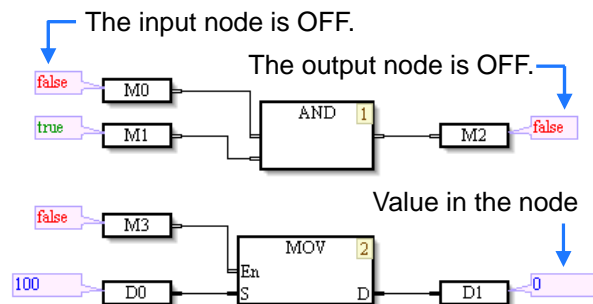 The input node is OFF.
The output node is OFF.
false
M0
AND
1
true
M1
M2
false
Value in the node
false
M3
MOV
2
En
100
D0
S
D
D1
0